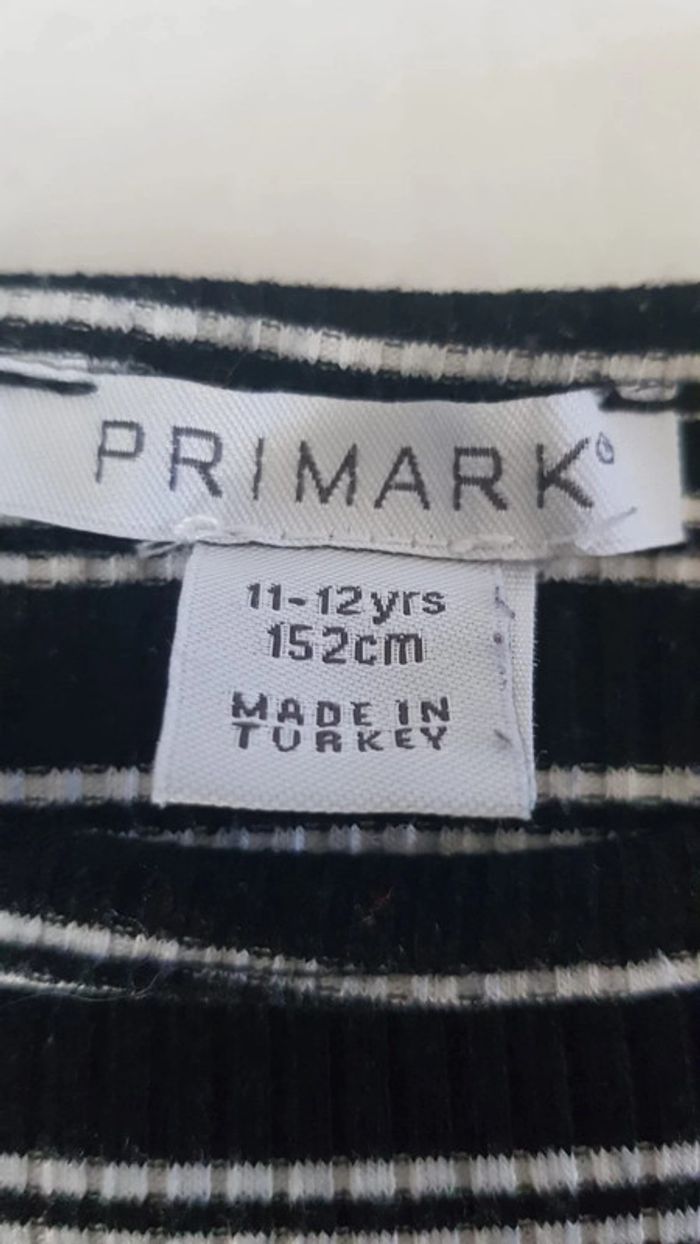 PRIMARK®
11-12yrs
152cm
MADE IN
TURKEY